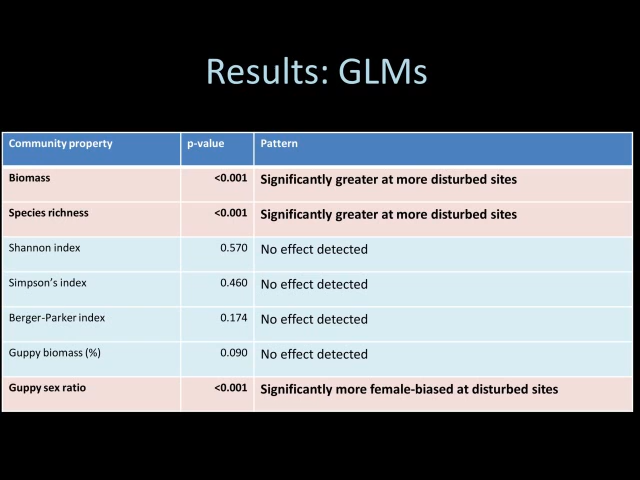 Results: GLMs
Community property p-value Pattern
Biomass <0.001 Significantly greater at more disturbed sites
Species richness <0.001 Significantly greater at more disturbed sites
Shannon index 0.570 No effect detected
Simpson's index 0.460 No effect detected
Berger-Parker index 0.174 No effect detected
Guppy biomass (%) 0.090 No effect detected
Guppy sex ratio <0.001 Significantly more female-biased at disturbed sites